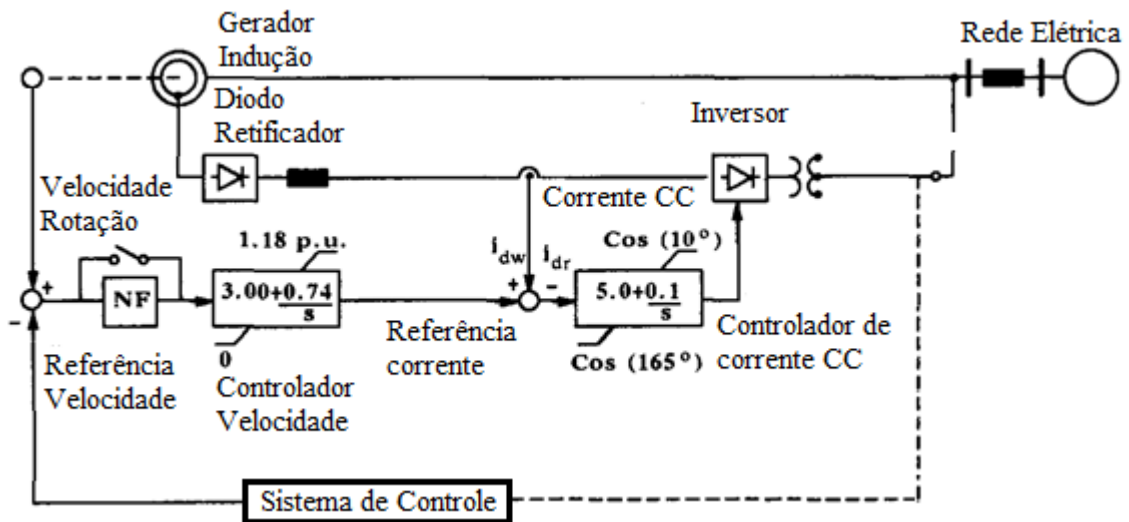 Gerador
Indução
Rede Elétrica
Diodo
Retificador
Inversor
Velocidade
Rotação
Corrente CC
1.18 p.u.
i_dw
i_dr
Cos (10°)
+
NF
3.00+0.74/s
+
-
5.0+0.1/s
-
Referência
Velocidade
0
Controlador
Velocidade
Referência
corrente
Cos (165°)
Controlador de
corrente CC
Sistema de Controle